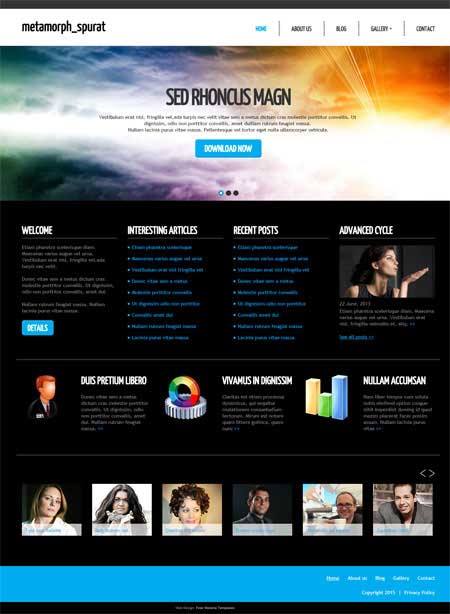 metamorph_spurat
HOME
ABOUT US
BLOG
GALLERY
CONTACT
SED RHONCUS MAGN
Vestibulum erat nisl, fringilla vel,ads turpis nec velit vitae sem a metus dictum cras molestie porttitor convallis. Ut
dignissim, odio non porttitor convallis, amet dulliam rutrum feugiat massa.
Nullam lacinia purus vitae massa. Pellentesque vel tortor eget nulla ullamcorper vehicula.
DOWNLOAD NOW
WELCOME
Etiam pharetra scelerisque diam.
Maecenas varius augue vel urna.
Vestibulum erat nisl, fringilla vel,ads
turpis nec velit.
Donec vitae sem a metus dictum cras
molestie porttitor convallis. Ut dignissim,
odio non porttitor convallis, amet dui.
Nullam rutrum feugiat massa. Nullam
lacinia purus vitae massa.
DETAILS
INTERESTING ARTICLES
Etiam pharetra scelerisque
Maecenas varius augue vel urna
Vestibulum erat nisl fringilla vel
Donec vitae sem a metus
Molestie porttitor convallis
Ut dignissim odio non porttitor
Convallis amet dui
Nullam rutrum feugiat massa
Lacinia purus vitae massa
RECENT POSTS
Etiam pharetra scelerisque
Maecenas varius augue vel urna
Vestibulum erat nisl fringilla vel
Donec vitae sem a metus
Molestie porttitor convallis
Ut dignissim odio non porttitor
Convallis amet dui
Nullam rutrum feugiat massa
Lacinia purus vitae massa
ADVANCED CYCLE
22 June, 2015
Etiam pharetra scelerisque diam. Maecenas
varius augue vel urna. Vestibulum erat
nisl, fringilla
See all posts >>
DUIS PRETIUM LIBERO
Donec vitae sem a metus
dictum cras molestie porttitor
convallis. Ut dignissim, odio
non porttitor convallis, amet
dui. Nullam rutrum feugiat
massa. <<
VIVAMUS IN DIGNISSIM
Claritas est etiam processus
dynamicus, qui sequitur
mutationem consuetudium
lectorum. Mirum est notare
quam littera gothica, quam
nunc <<
NULLAM ACCUMSAN
Nam liber tempor cum soluta
nobis eleifend option congue
nihil imperdiet doming id quod
mazim placerat facer possim
assum. Nullam lacinia purus
vitae <<
< >
Home
About us
Blog
Gallery
Contact
Copyright 2015 | Privacy Policy
Web Design Free Website Templates